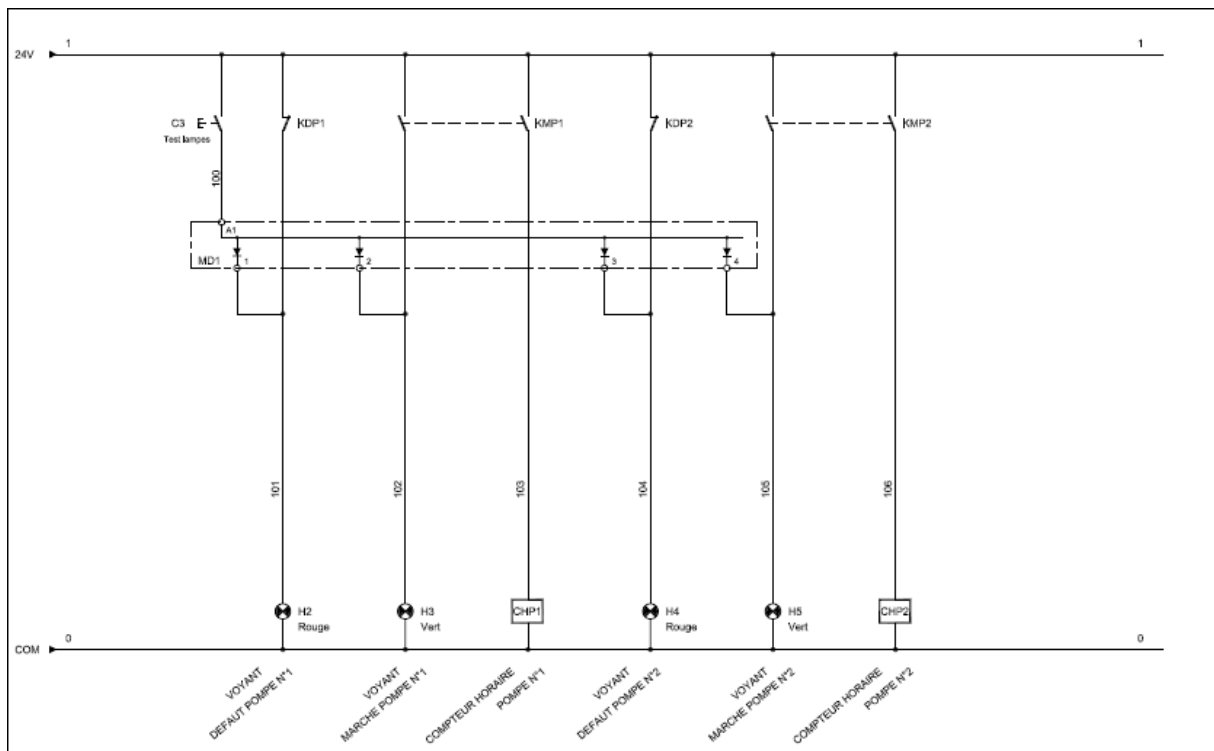 1
1
24V
C3
Test lampes
KDP1
KMP1
KDP2
KMP2
100
A1
MD1
1
2
3
4
101
102
103
104
105
106
H2
Rouge
H3
Vert
CHP1
H4
Rouge
H5
Vert
CHP2
0
0
COM
VOYANT
DEFAUT POMPE N°1
VOYANT
MARCHE POMPE N°1
COMPTEUR HORAIRE
POMPE N°1
VOYANT
DEFAUT POMPE N°2
VOYANT
MARCHE POMPE N°2
COMPTEUR HORAIRE
POMPE N°2